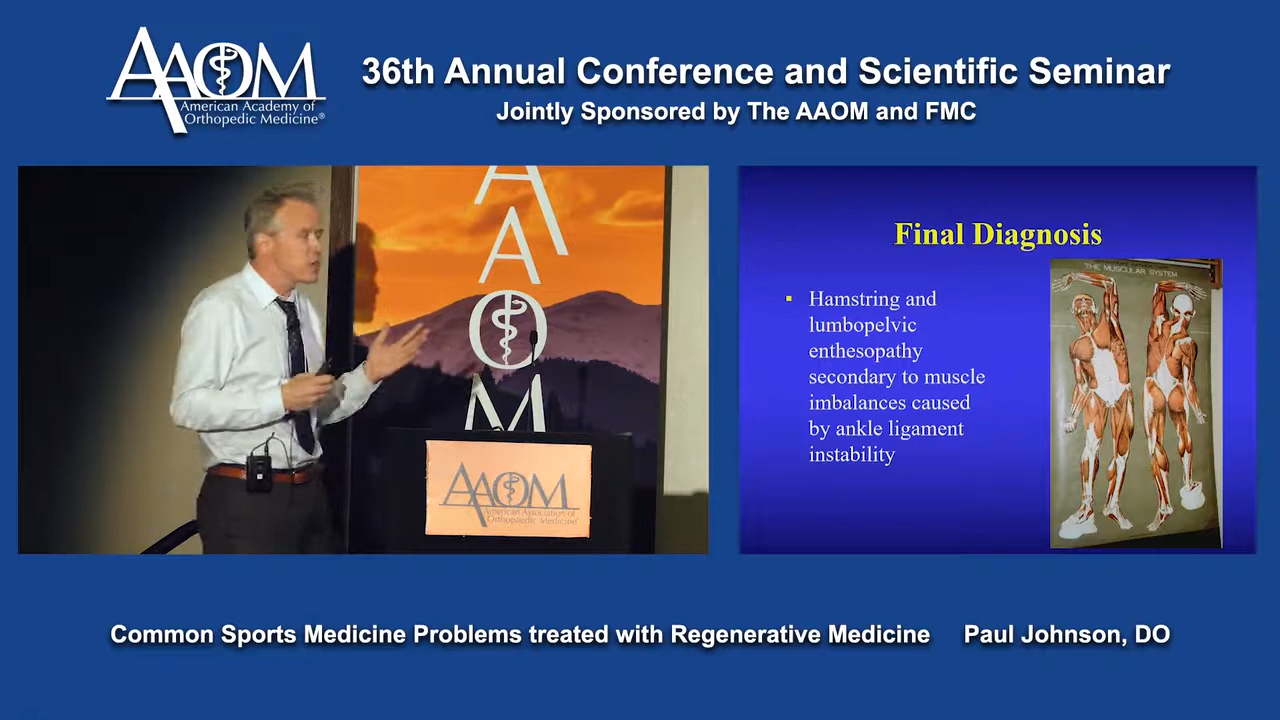 AAOM
American Academy of
Orthopedic Medicine®
36th Annual Conference and Scientific Seminar
Jointly Sponsored by The AAOM and FMC
A
A
O
M
AAOM
American Association of
Orthopaedic Medicine®
Final Diagnosis
THE MUSCULAR SYSTEM
▪ Hamstring and
lumbopelvic
enthesopathy
secondary to muscle
imbalances caused
by ankle ligament
instability
Common Sports Medicine Problems treated with Regenerative Medicine Paul Johnson, DO